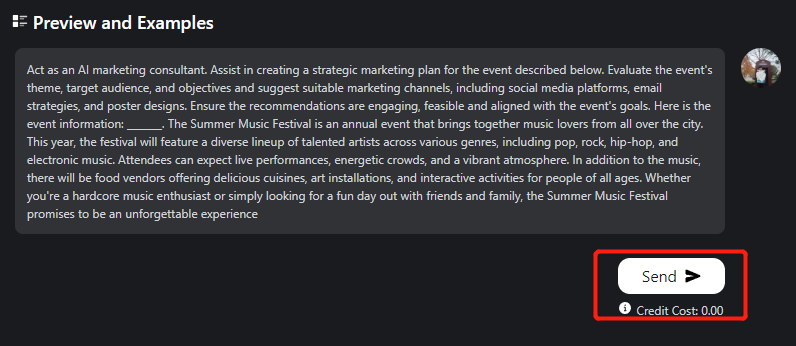 Preview and Examples
Act as an AI marketing consultant. Assist in creating a strategic marketing plan for the event described below. Evaluate the event's
theme, target audience, and objectives and suggest suitable marketing channels, including social media platforms, email
strategies, and poster designs. Ensure the recommendations are engaging, feasible and aligned with the event's goals. Here is the
event information: ______. The Summer Music Festival is an annual event that brings together music lovers from all over the city.
This year, the festival will feature a diverse lineup of talented artists across various genres, including pop, rock, hip-hop, and
electronic music. Attendees can expect live performances, energetic crowds, and a vibrant atmosphere. In addition to the music,
there will be food vendors offering delicious cuisines, art installations, and interactive activities for people of all ages. Whether
you're a hardcore music enthusiast or simply looking for a fun day out with friends and family, the Summer Music Festival
promises to be an unforgettable experience
Send
Credit Cost: 0.00